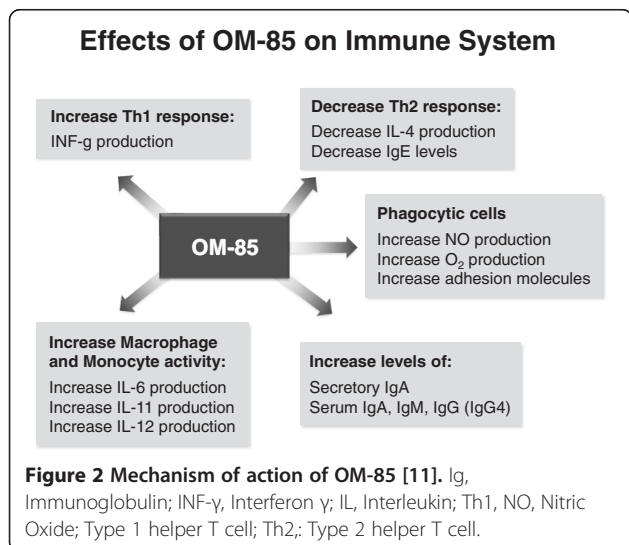 Effects of OM-85 on Immune System
Increase Th1 response:
INF-g production
Decrease Th2 response:
Decrease IL-4 production
Decrease IgE levels
Phagocytic cells
Increase NO production
Increase O₂ production
Increase adhesion molecules
OM-85
Increase Macrophage
and Monocyte activity:
Increase IL-6 production
Increase IL-11 production
Increase IL-12 production
Increase levels of:
Secretory IgA
Serum IgA, IgM, IgG (IgG4)
Figure 2 Mechanism of action of OM-85 [11]. Ig,
Immunoglobulin; INF-γ, Interferon γ; IL, Interleukin; Th1, NO, Nitric
Oxide; Type 1 helper T cell; Th2,: Type 2 helper T cell.